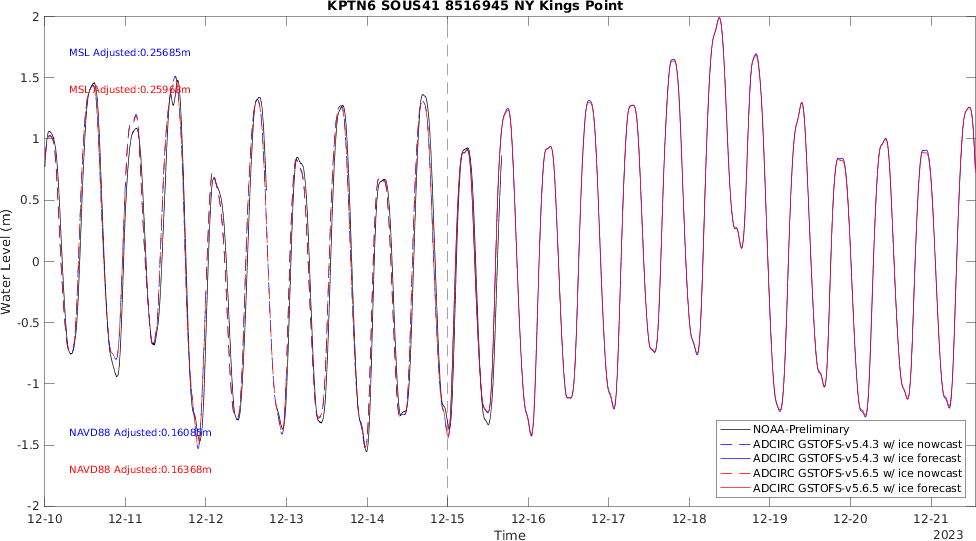 KPTN6 SOUS41 8516945 NY Kings Point
2
1.5
1
0.5
0
-0.5
-1
-1.5
-2
Water Level (m)
MSL Adjusted:0.25685m
MSL Adjusted:0.25968m
NAVD88 Adjusted:0.16085m
NAVD88 Adjusted:0.16368m
NOAA-Preliminary
ADCIRC GSTOFS-v5.4.3 w/ ice nowcast
ADCIRC GSTOFS-v5.4.3 w/ ice forecast
ADCIRC GSTOFS-v5.6.5 w/ ice nowcast
ADCIRC GSTOFS-v5.6.5 w/ ice forecast
12-10 12-11 12-12 12-13 12-14 12-15 12-16 12-17 12-18 12-19 12-20 12-21
Time
2023